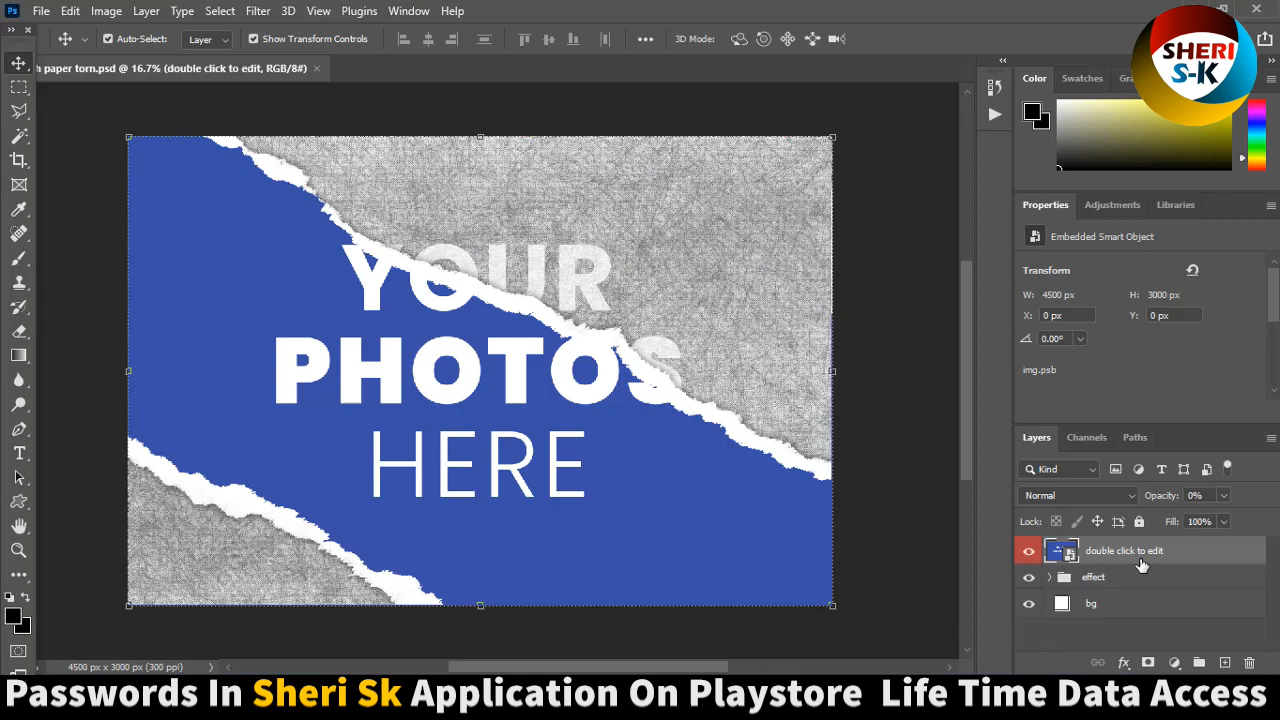 Ps File Edit Image Layer Type Select Filter 3D View Plugins Window Help
Auto-Select: Layer Show Transform Controls 3D Mode:
SHERI
S-K
h paper torn.psd @ 16.7% (double click to edit, RGB/8#)
Color Swatches Gra
YOUR
PHOTOS
HERE
Properties Adjustments Libraries
Embedded Smart Object
Transform
W: 4500 px H: 3000 px
X: 0 px Y: 0 px
0.00°
img.psb
Layers Channels Paths
Kind
Normal Opacity: 0%
Lock: Fill: 100%
double click to edit
effect
bg
fx
4500 px x 3000 px (300 ppi)
Passwords In Sheri Sk Application On Playstore Life Time Data Access